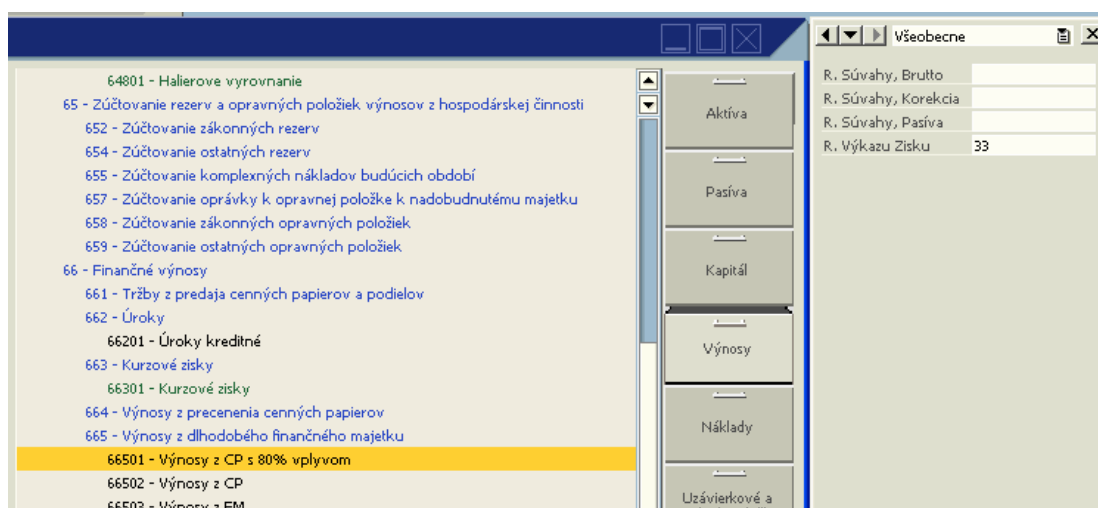 64801 - Halierove vyrovnanie
65 - Zúčtovanie rezerv a opravných položiek výnosov z hospodárskej činnosti
652 - Zúčtovanie zákonných rezerv
654 - Zúčtovanie ostatných rezerv
655 - Zúčtovanie komplexných nákladov budúcich období
657 - Zúčtovanie oprávky k opravnej položke k nadobudnutému majetku
658 - Zúčtovanie zákonných opravných položiek
659 - Zúčtovanie ostatných opravných položiek
66 - Finančné výnosy
661 - Tržby z predaja cenných papierov a podielov
662 - Úroky
66201 - Úroky kreditné
663 - Kurzové zisky
66301 - Kurzové zisky
664 - Výnosy z precenenia cenných papierov
665 - Výnosy z dlhodobého finančného majetku
66501 - Výnosy z CP s 80% vplyvom
66502 - Výnosy z CP
66503 - Výnosy z FM
Aktíva
Pasíva
Kapitál
Výnosy
Náklady
Uzávierkové a
Všeobecne
R. Súvahy, Brutto
R. Súvahy, Korekcia
R. Súvahy, Pasíva
R. Výkazu Zisku 33